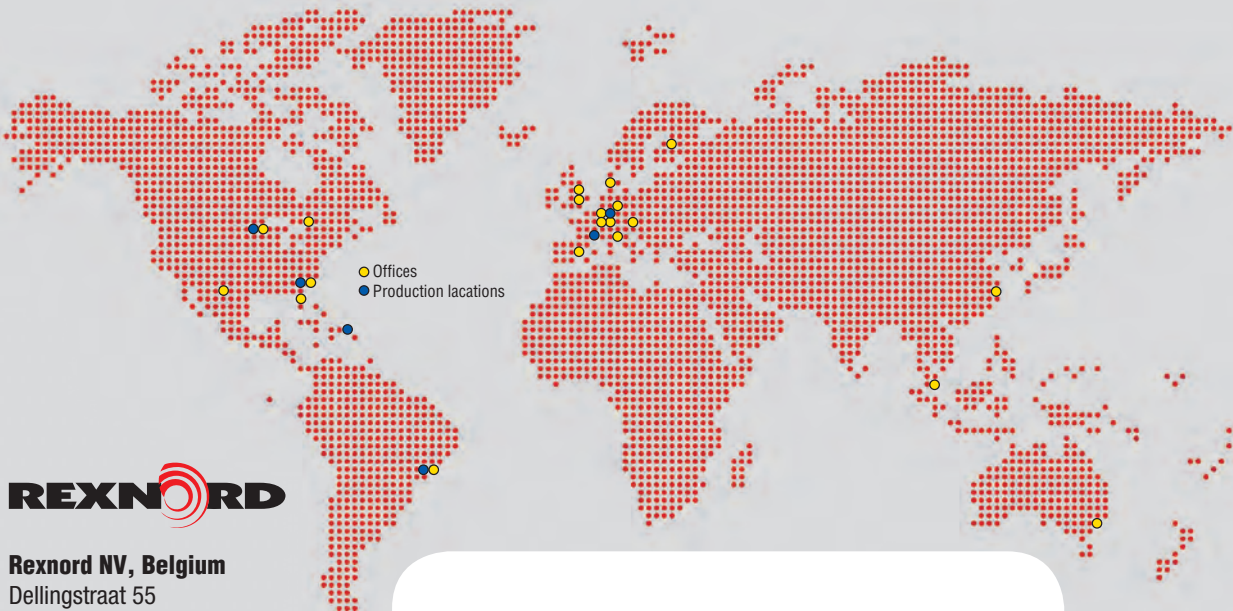 Offices
Production lacations
REXNORD
Rexnord NV, Belgium
Dellingstraat 55